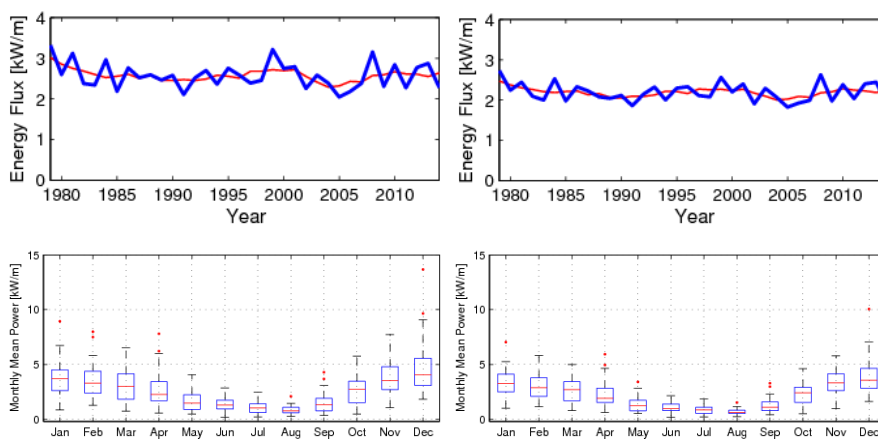 4
3
2
1
0
Energy Flux [kW/m]
1980 1985 1990 1995 2000 2005 2010
Year
4
3
2
1
0
Energy Flux [kW/m]
1980 1985 1990 1995 2000 2005 2010
Year
15
10
5
0
Monthly Mean Power [kW/m]
Jan Feb Mar Apr May Jun Jul Aug Sep Oct Nov Dec
15
10
5
0
Monthly Mean Power [kW/m]
Jan Feb Mar Apr May Jun Jul Aug Sep Oct Nov Dec